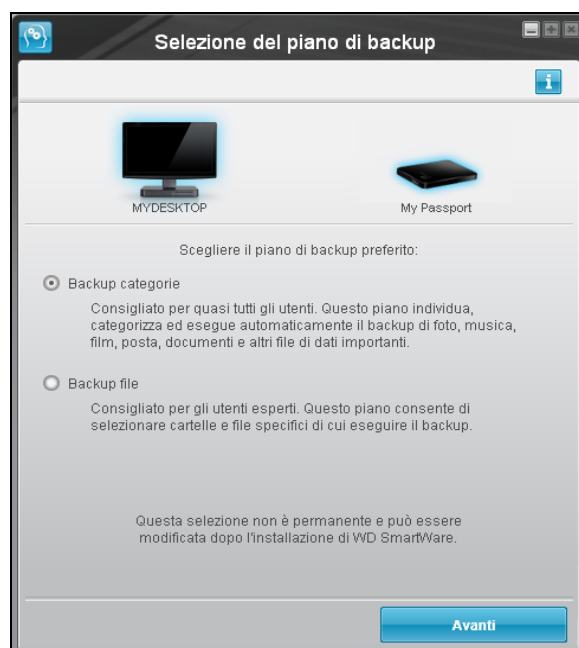 Selezione del piano di backup
MYDESKTOP
My Passport
Scegliere il piano di backup preferito:
Backup categorie
Consigliato per quasi tutti gli utenti. Questo piano individua,
categorizza ed esegue automaticamente il backup di foto, musica,
film, posta, documenti e altri file di dati importanti.
Backup file
Consigliato per gli utenti esperti. Questo piano consente di
selezionare cartelle e file specifici di cui eseguire il backup.
Questa selezione non è permanente e può essere
modificata dopo l'installazione di WD SmartWare.
Avanti